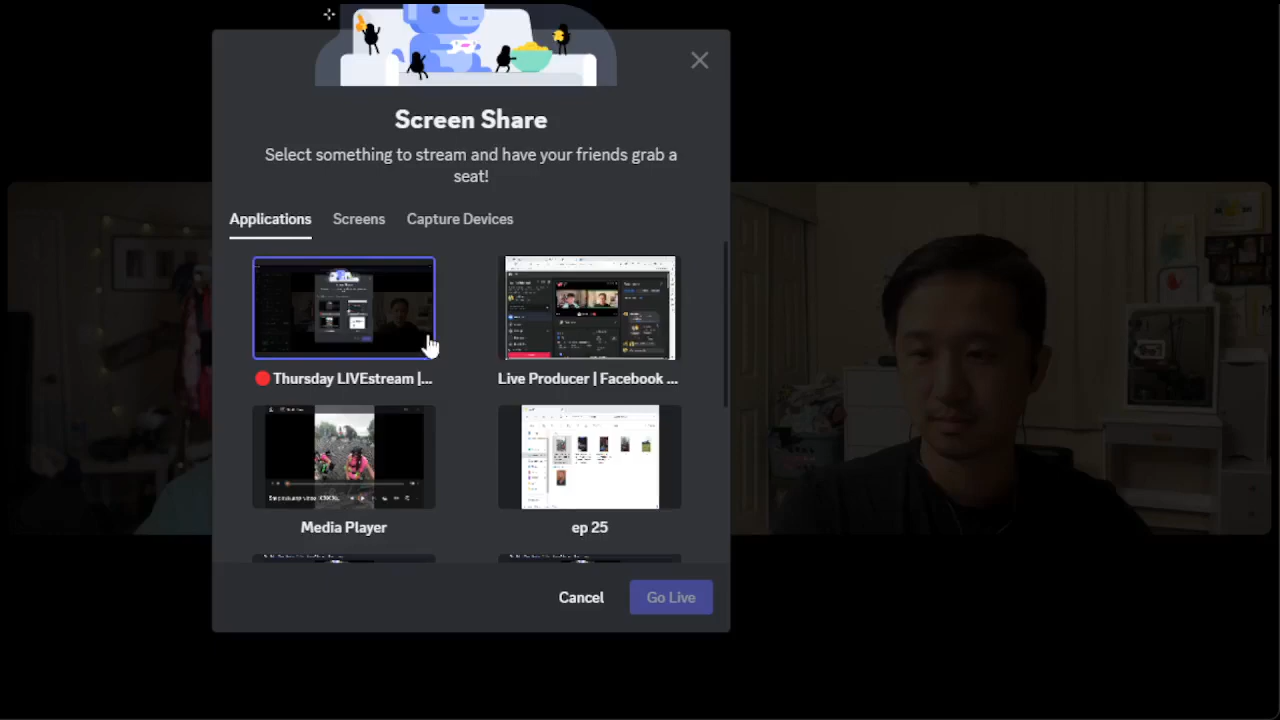 Screen Share
Select something to stream and have your friends grab a
seat!
Applications Screens Capture Devices
Thursday LIVEstream |...
Live Producer | Facebook ...
Media Player
ep 25
Cancel
Go Live